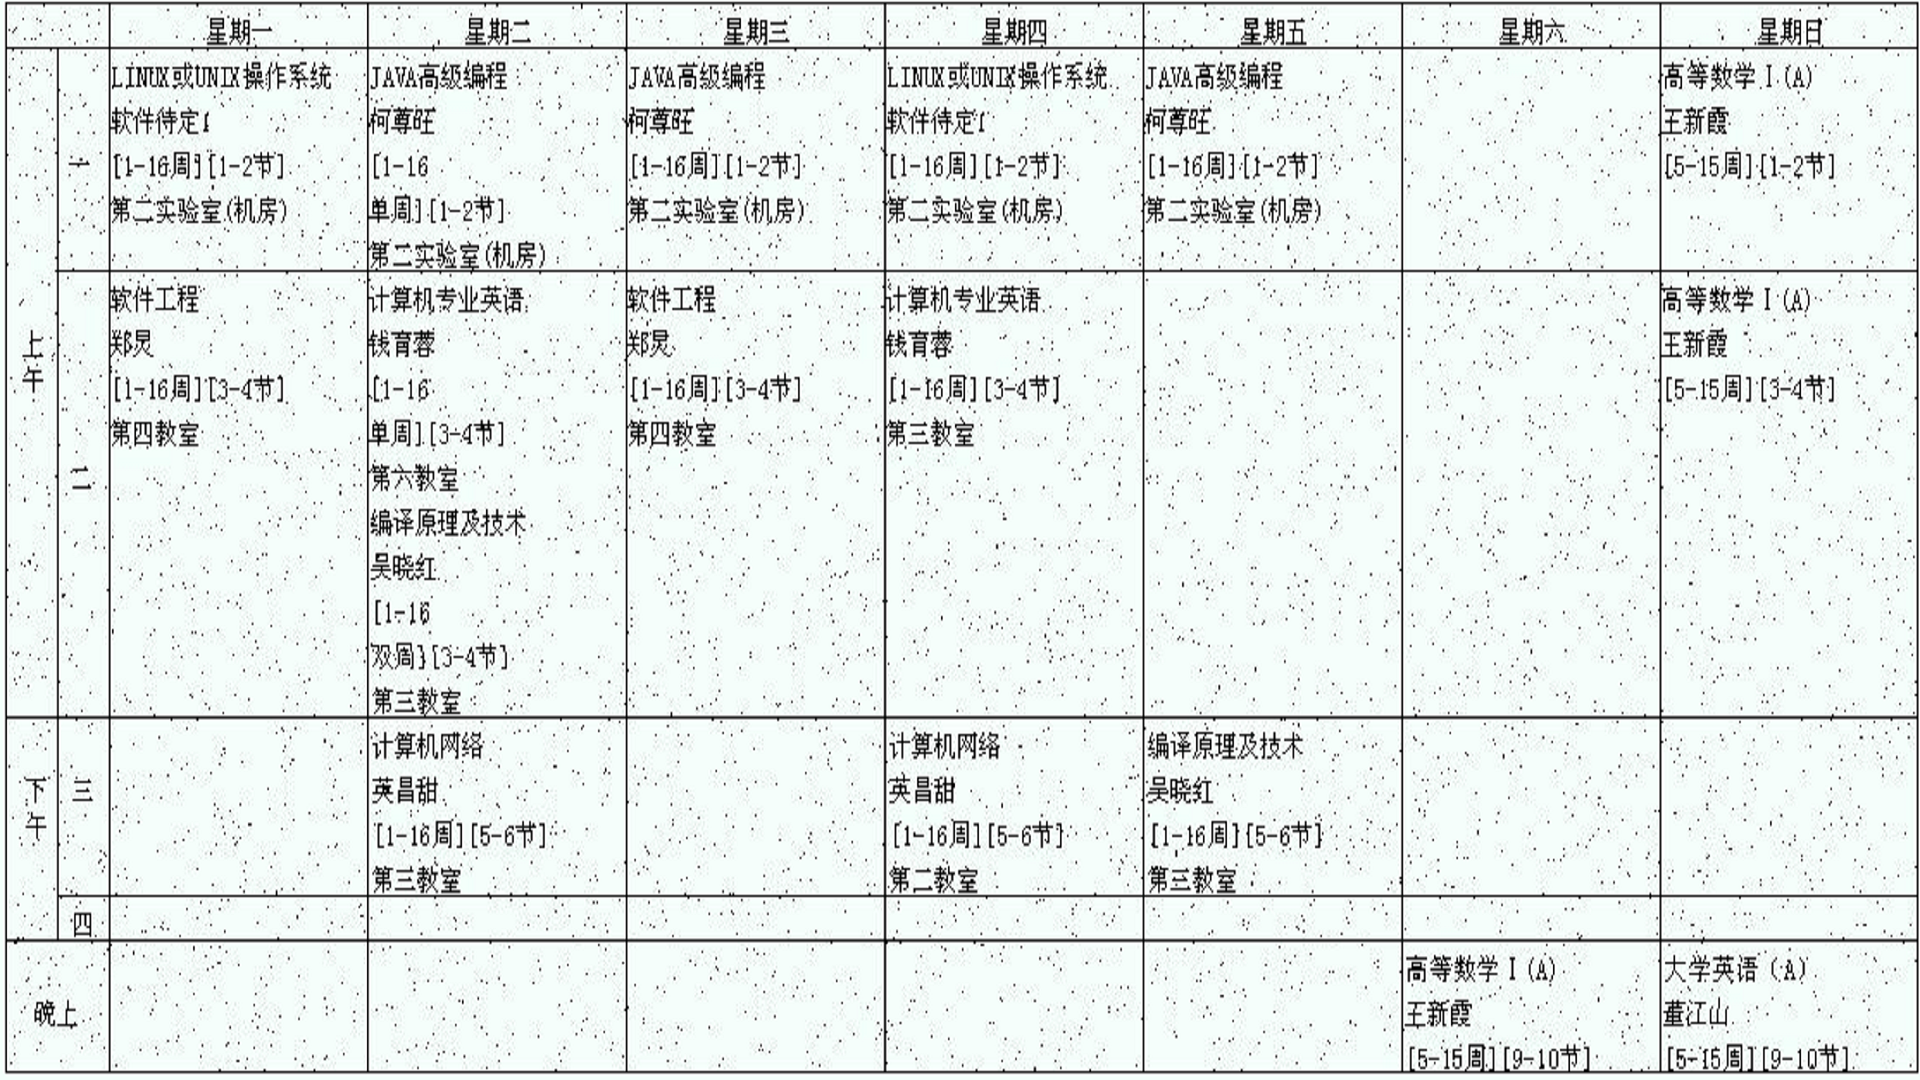 星期一 星期二 星期三 星期四 星期五 星期六 星期日
上午
一
LINUX或UNIX操作系统
软件待定1
[1-16周][1-2节]
第二实验室(机房)
JAVA高级编程
柯尊旺
[1-16
单周][1-2节]
第二实验室(机房)
JAVA高级编程
柯尊旺
[1-16周][1-2节]
第二实验室(机房)
LINUX或UNIX操作系统
软件待定1
[1-16周][1-2节]
第二实验室(机房)
JAVA高级编程
柯尊旺
[1-16周][1-2节]
第二实验室(机房)
高等数学Ⅰ(A)
王新霞
[5-15周][1-2节]
二
软件工程
郑炅
[1-16周][3-4节]
第四教室
计算机专业英语
钱育蓉
[1-16
单周][3-4节]
第六教室
编译原理及技术
吴晓红
[1-16
双周][3-4节]
第三教室
软件工程
郑炅
[1-16周][3-4节]
第四教室
计算机专业英语
钱育蓉
[1-16周][3-4节]
第三教室
高等数学Ⅰ(A)
王新霞
[5-15周][3-4节]
下午
三
计算机网络
英昌甜
[1-16周][5-6节]
第三教室
计算机网络
英昌甜
[1-16周][5-6节]
第二教室
编译原理及技术
吴晓红
[1-16周][5-6节]
第三教室
四
晚上
高等数学Ⅰ(A)
王新霞
[5-15周][9-10节]
大学英语(A)
董江山
[5-15周][9-10节]